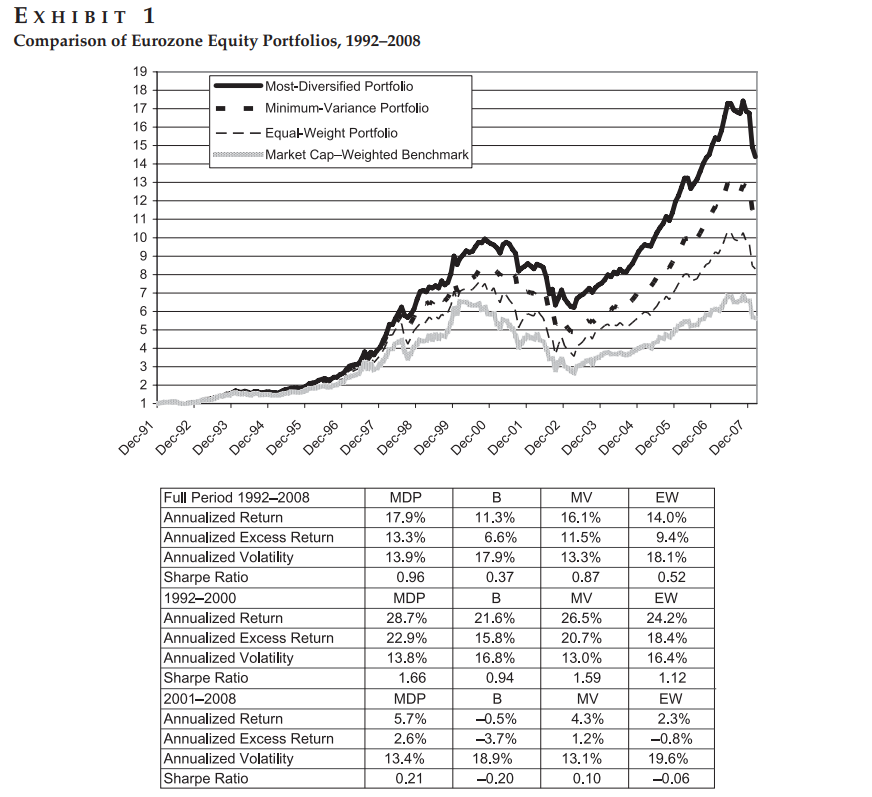 EXHIBIT 1
Comparison of Eurozone Equity Portfolios, 1992–2008
19
18
17
16
15
14
13
12
11
10
9
8
7
6
5
4
3
2
1
Most-Diversified Portfolio
Minimum-Variance Portfolio
Equal-Weight Portfolio
Market Cap–Weighted Benchmark
Dec-91 Dec-92 Dec-93 Dec-94 Dec-95 Dec-96 Dec-97 Dec-98 Dec-99 Dec-00 Dec-01 Dec-02 Dec-03 Dec-04 Dec-05 Dec-06 Dec-07
Full Period 1992–2008 MDP B MV EW
Annualized Return 17.9% 11.3% 16.1% 14.0%
Annualized Excess Return 13.3% 6.6% 11.5% 9.4%
Annualized Volatility 13.9% 17.9% 13.3% 18.1%
Sharpe Ratio 0.96 0.37 0.87 0.52
1992–2000 MDP B MV EW
Annualized Return 28.7% 21.6% 26.5% 24.2%
Annualized Excess Return 22.9% 15.8% 20.7% 18.4%
Annualized Volatility 13.8% 16.8% 13.0% 16.4%
Sharpe Ratio 1.66 0.94 1.59 1.12
2001–2008 MDP B MV EW
Annualized Return 5.7% –0.5% 4.3% 2.3%
Annualized Excess Return 2.6% –3.7% 1.2% –0.8%
Annualized Volatility 13.4% 18.9% 13.1% 19.6%
Sharpe Ratio 0.21 –0.20 0.10 –0.06